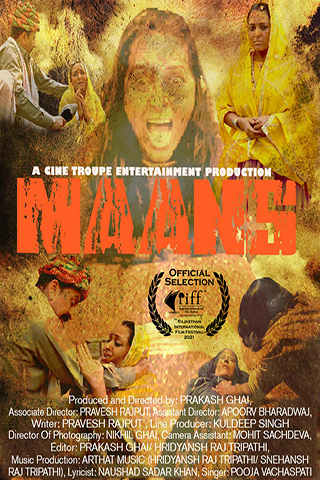 A CINE TROUPE ENTERTAINMENT PRODUCTION
MAANS
OFFICIAL
SELECTION
riff
RAJASTHAN
INTERNATIONAL
FILM FESTIVAL
2021
Produced and Directed by: PRAKASH GHAI,
Associate Director: PRAVESH RAJPUT, Assistant Director: APOORV BHARADWAJ,
Writer: PRAVESH RAJPUT , Line Producer: KULDEEP SINGH
Director Of Photography: NIKHIL GHAI, Camera Assistant: MOHIT SACHDEVA,
Editor: PRAKASH GHAI/ HRIDYANSH RAJ TRIPATHI,
Music Production: ARTHAT MUSIC (HRIDYANSH RAJ TRIPATHI/ SNEHANSH
RAJ TRIPATHI), Lyricist: NAUSHAD SADAR KHAN, Singer: POOJA VACHASPATI